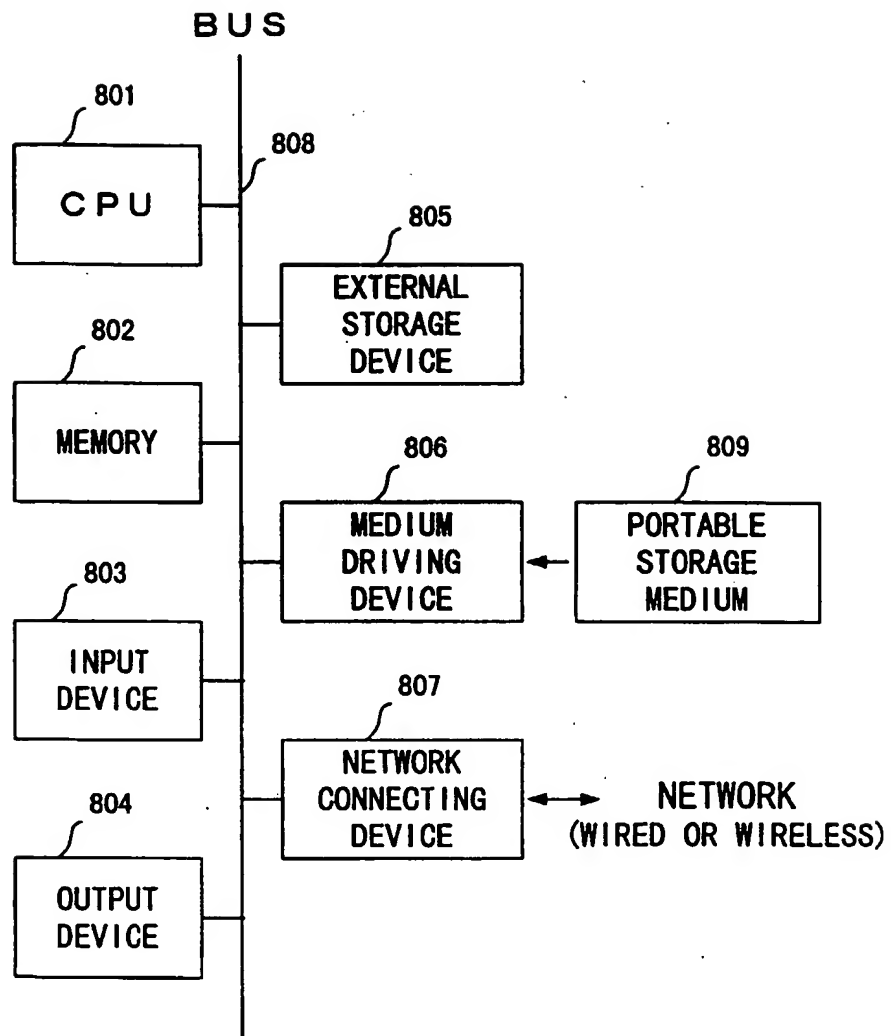 BUS
801
CPU
808
805
EXTERNAL
STORAGE
DEVICE
802
MEMORY
806
MEDIUM
DRIVING
DEVICE
809
PORTABLE
STORAGE
MEDIUM
803
INPUT
DEVICE
807
NETWORK
CONNECTING
DEVICE
NETWORK
(WIRED OR WIRELESS)
804
OUTPUT
DEVICE